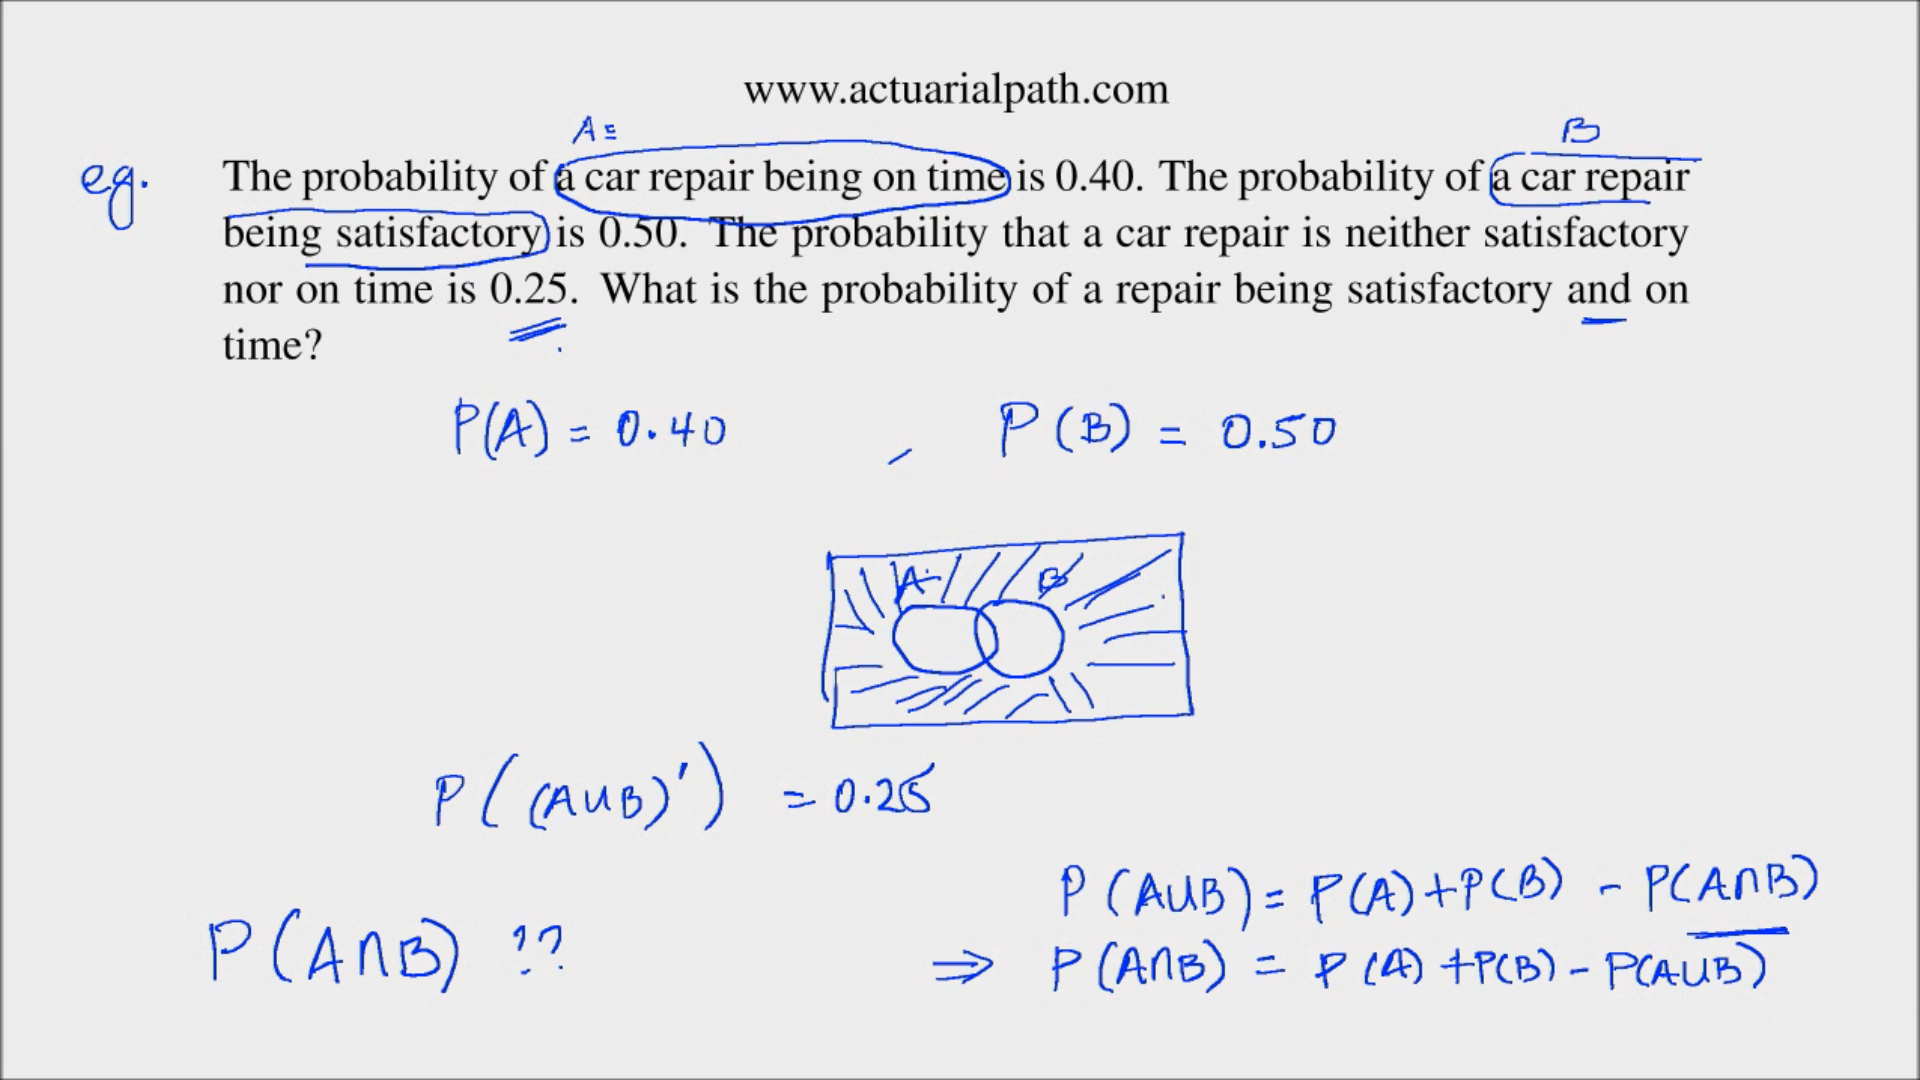 www.actuarialpath.com
A =
B
eg.
The probability of a car repair being on time is 0.40. The probability of a car repair
being satisfactory is 0.50. The probability that a car repair is neither satisfactory
nor on time is 0.25. What is the probability of a repair being satisfactory and on
time?
P(A) = 0.40 , P(B) = 0.50
A B
P((A∪B)') = 0.25
P(A∪B) = P(A)+P(B) - P(A∩B)
P(A∩B) ??
⇒ P(A∩B) = P(A)+P(B) - P(A∪B)